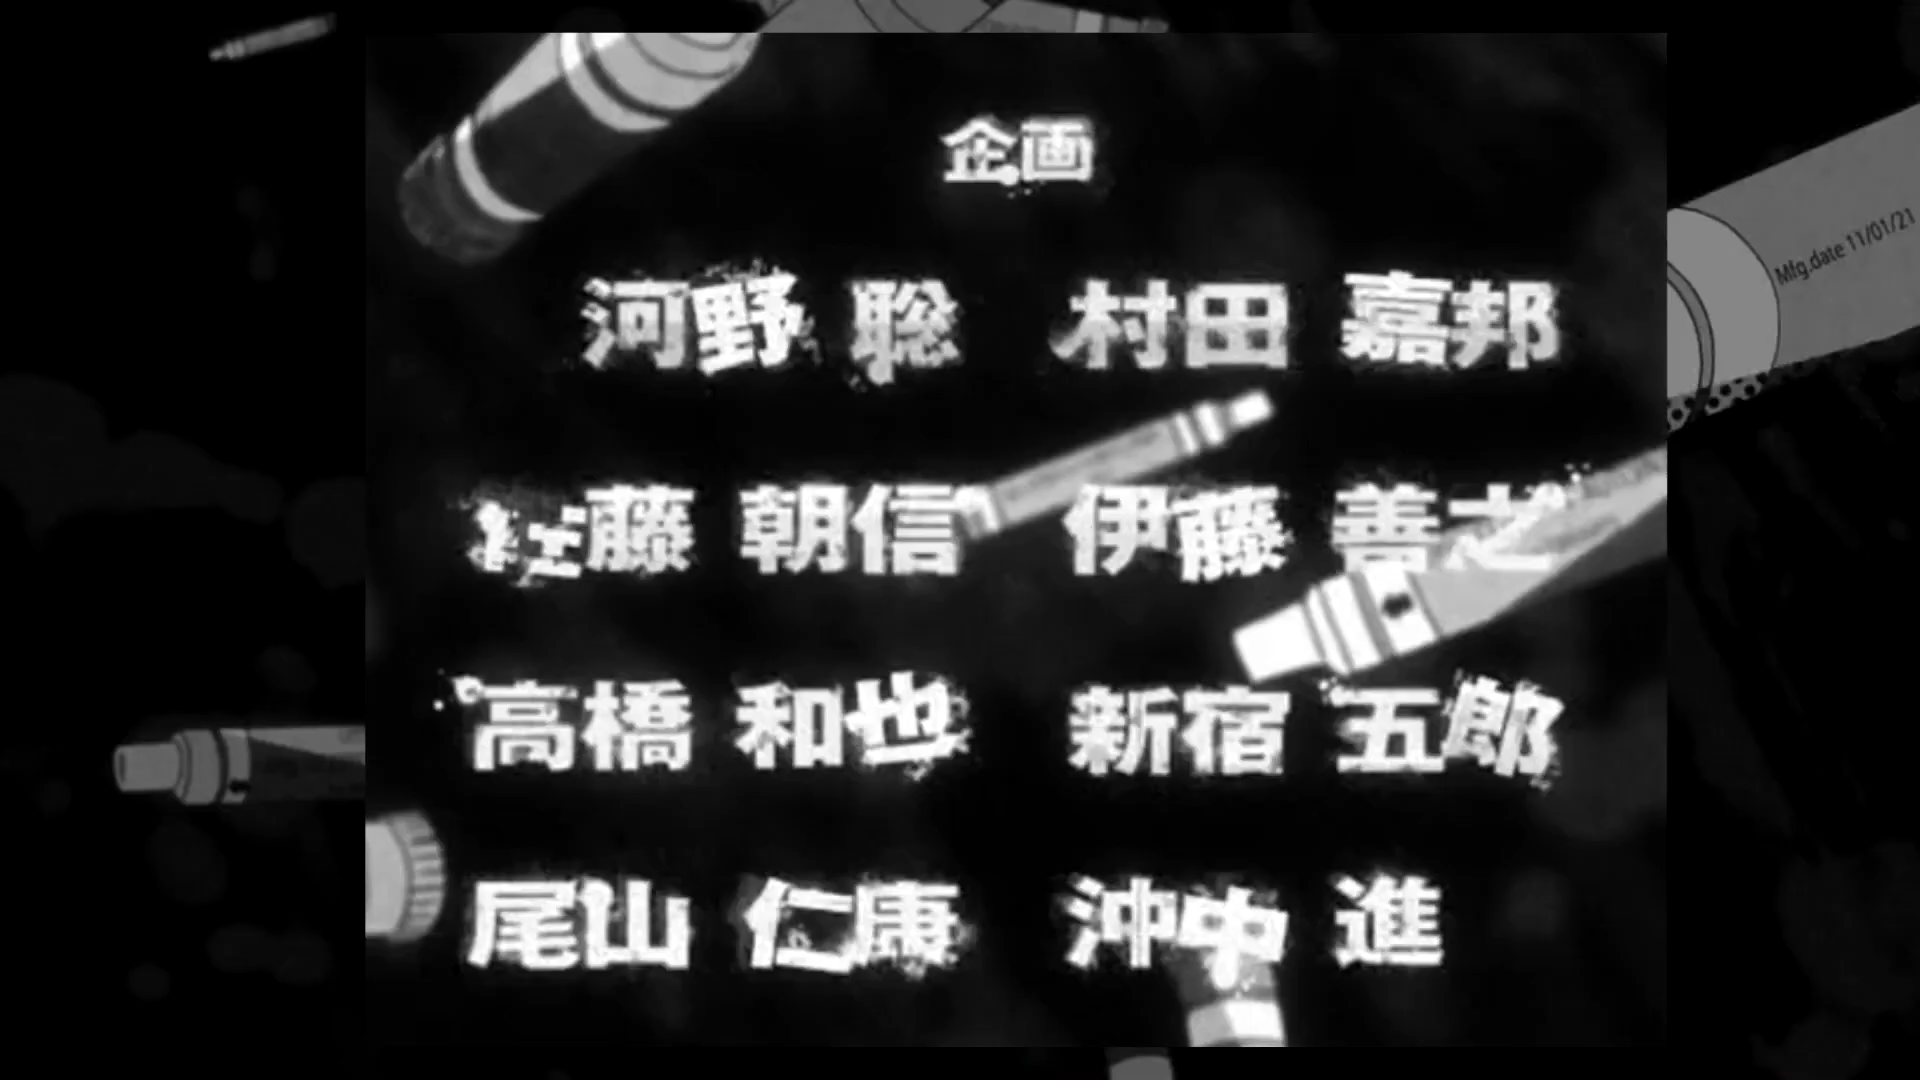 企画
河野 聡 村田 嘉邦
藤 朝信 伊藤 善之
高橋 和也 新宿 五郎
尾山 仁康 沖中 進
Mfg.date 11/01/21